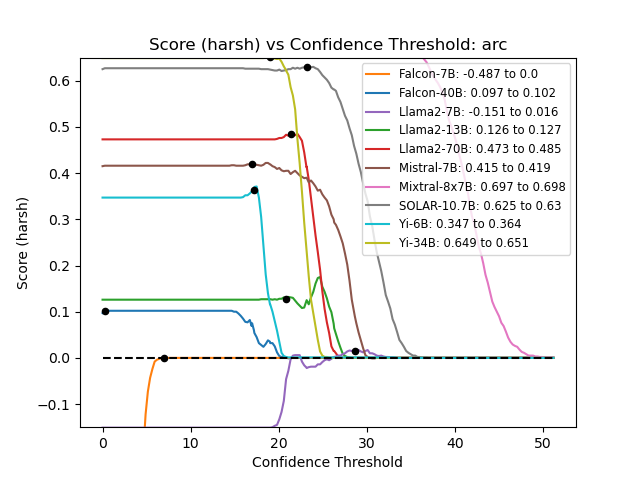 Score (harsh) vs Confidence Threshold: arc
Score (harsh)
0.6
0.5
0.4
0.3
0.2
0.1
0.0
−0.1
Falcon-7B: -0.487 to 0.0
Falcon-40B: 0.097 to 0.102
Llama2-7B: -0.151 to 0.016
Llama2-13B: 0.126 to 0.127
Llama2-70B: 0.473 to 0.485
Mistral-7B: 0.415 to 0.419
Mixtral-8x7B: 0.697 to 0.698
SOLAR-10.7B: 0.625 to 0.63
Yi-6B: 0.347 to 0.364
Yi-34B: 0.649 to 0.651
0 10 20 30 40 50
Confidence Threshold